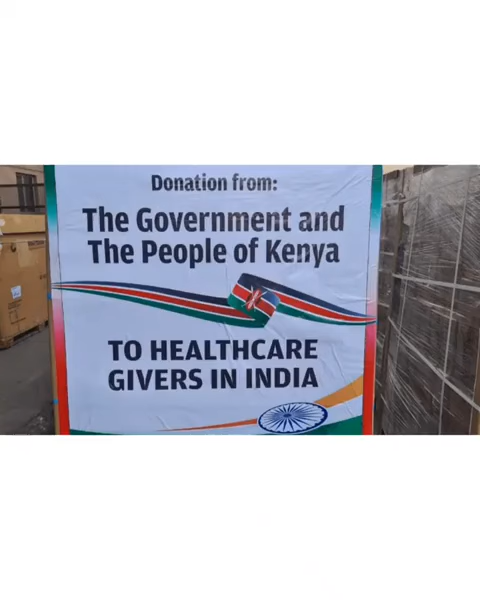 Donation from:
The Government and
The People of Kenya
TO HEALTHCARE
GIVERS IN INDIA